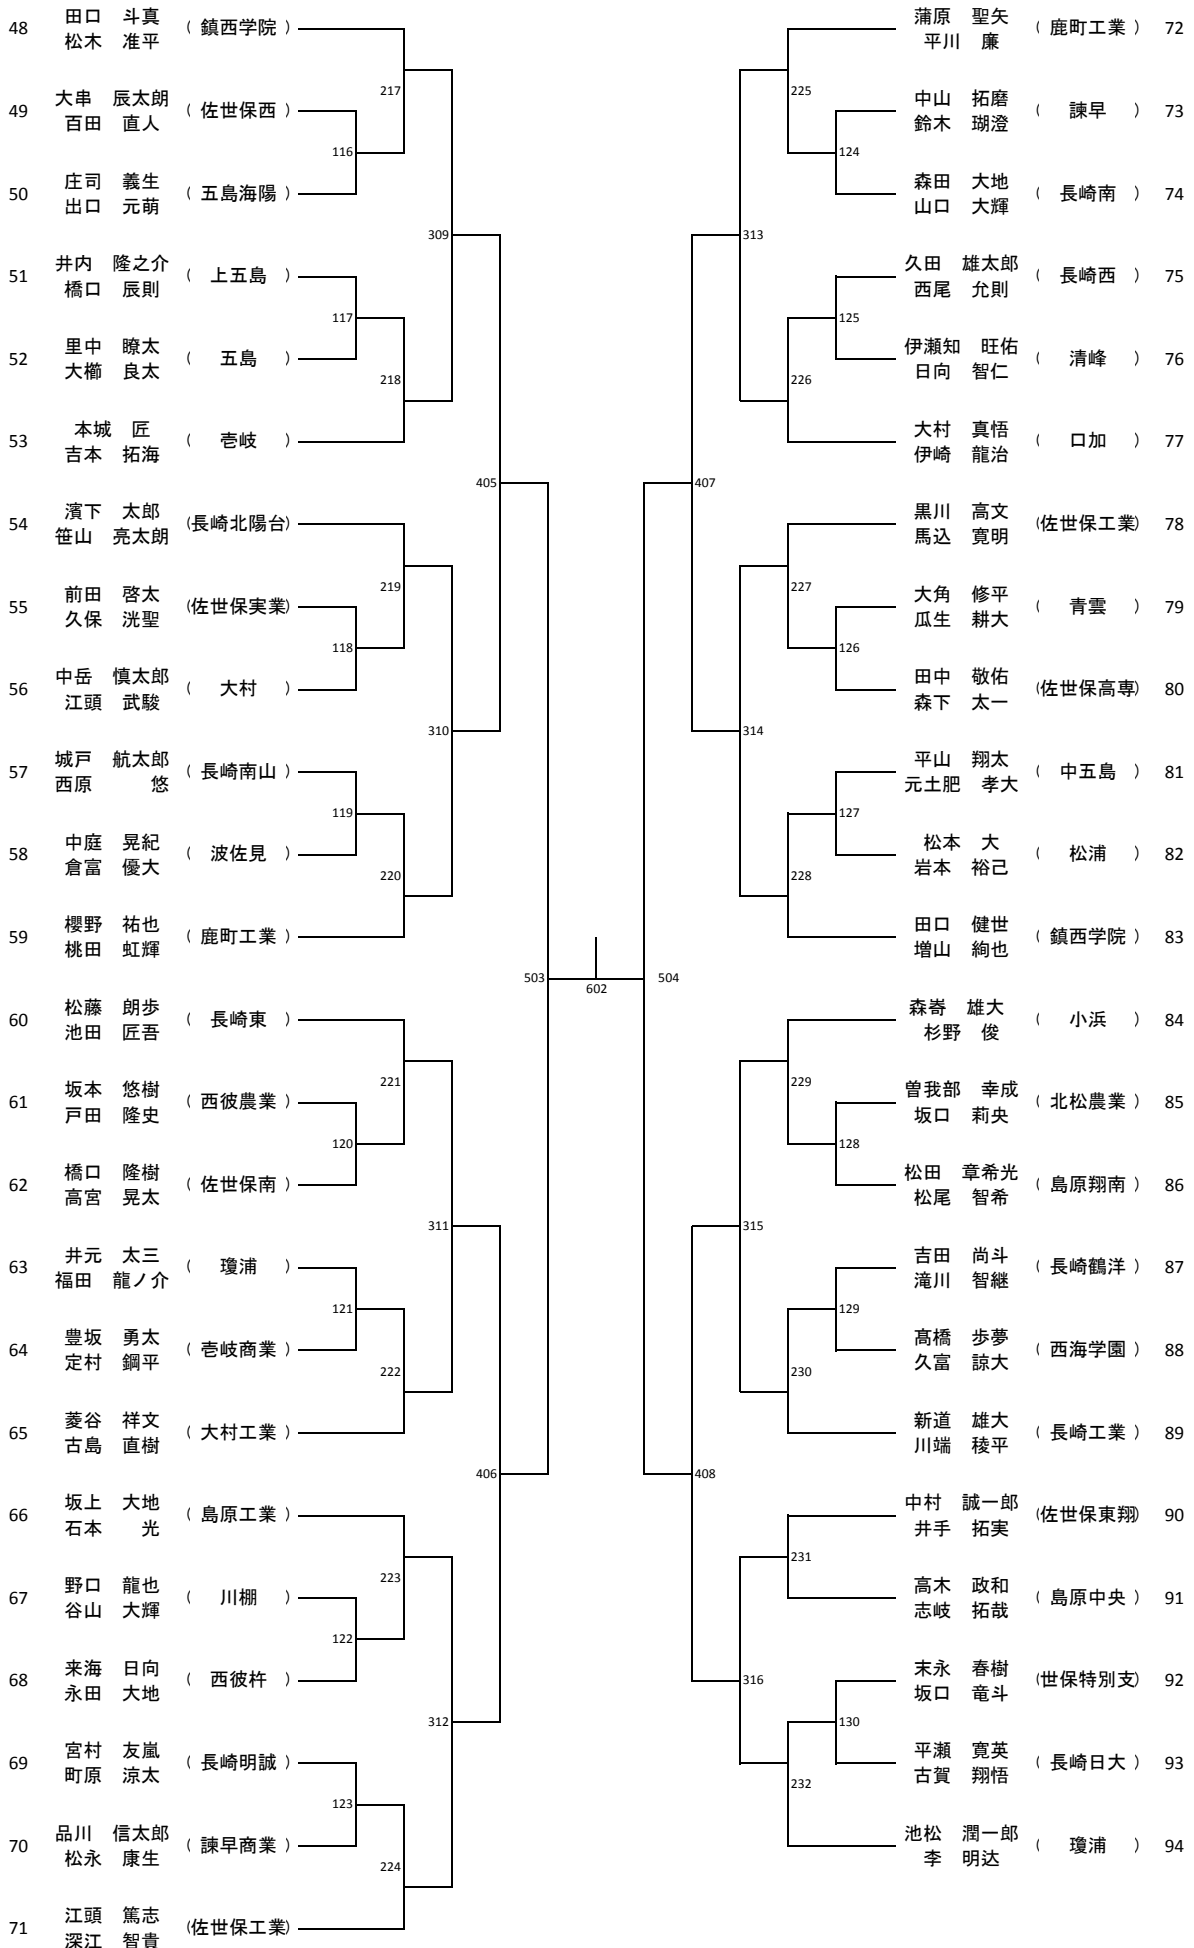 48 田口 斗真 (鎮西学院)
松木 准平
49 大串 辰太朗 (佐世保西)
百田 直人
50 庄司 義生 (五島海陽)
出口 元萌
51 井内 隆之介 (上五島)
橋口 辰則
52 里中 瞭太 (五島)
大櫛 良太
53 本城 匠 (壱岐)
吉本 拓海
54 濱下 太郎 (長崎北陽台)
笹山 亮太朗
55 前田 啓太 (佐世保実業)
久保 洸聖
56 中岳 慎太郎 (大村)
江頭 武駿
57 城戸 航太郎 (長崎南山)
西原 悠
58 中庭 晃紀 (波佐見)
倉富 優大
59 櫻野 祐也 (鹿町工業)
桃田 虹輝
60 松藤 朗歩 (長崎東)
池田 匠吾
61 坂本 悠樹 (西彼農業)
戸田 隆史
62 橋口 隆樹 (佐世保南)
高宮 晃太
63 井元 太三 (瓊浦)
福田 龍ノ介
64 豊坂 勇太 (壱岐商業)
定村 鋼平
65 菱谷 祥文 (大村工業)
古島 直樹
66 坂上 大地 (島原工業)
石本 光
67 野口 龍也 (川棚)
谷山 大輝
68 来海 日向 (西彼杵)
永田 大地
69 宮村 友嵐 (長崎明誠)
町原 涼太
70 品川 信太郎 (諫早商業)
松永 康生
71 江頭 篤志 (佐世保工業)
深江 智貴
116
117
118
119
120
121
122
123
217
218
219
220
221
222
223
224
309
310
311
312
405
406
503
602
504
407
408
313
314
315
316
225
226
227
228
229
230
231
232
124
125
126
127
128
129
130
蒲原 聖矢 (鹿町工業) 72
平川 廉
中山 拓磨 (諫早) 73
鈴木 瑚澄
森田 大地 (長崎南) 74
山口 大輝
久田 雄太郎 (長崎西) 75
西尾 允則
伊瀬知 旺佑 (清峰) 76
日向 智仁
大村 真悟 (口加) 77
伊崎 龍治
黒川 高文 (佐世保工業) 78
馬込 寛明
大角 修平 (青雲) 79
瓜生 耕大
田中 敬佑 (佐世保高専) 80
森下 太一
平山 翔太 (中五島) 81
元土肥 孝大
松本 大 (松浦) 82
岩本 裕己
田口 健世 (鎮西学院) 83
増山 絢也
森嵜 雄大 (小浜) 84
杉野 俊
曽我部 幸成 (北松農業) 85
坂口 莉央
松田 章希光 (島原翔南) 86
松尾 智希
吉田 尚斗 (長崎鶴洋) 87
滝川 智継
髙橋 歩夢 (西海学園) 88
久富 諒大
新道 雄大 (長崎工業) 89
川端 稜平
中村 誠一郎 (佐世保東翔) 90
井手 拓実
高木 政和 (島原中央) 91
志岐 拓哉
末永 春樹 (世保特別支) 92
坂口 竜斗
平瀬 寛英 (長崎日大) 93
古賀 翔悟
池松 潤一郎 (瓊浦) 94
李 明达